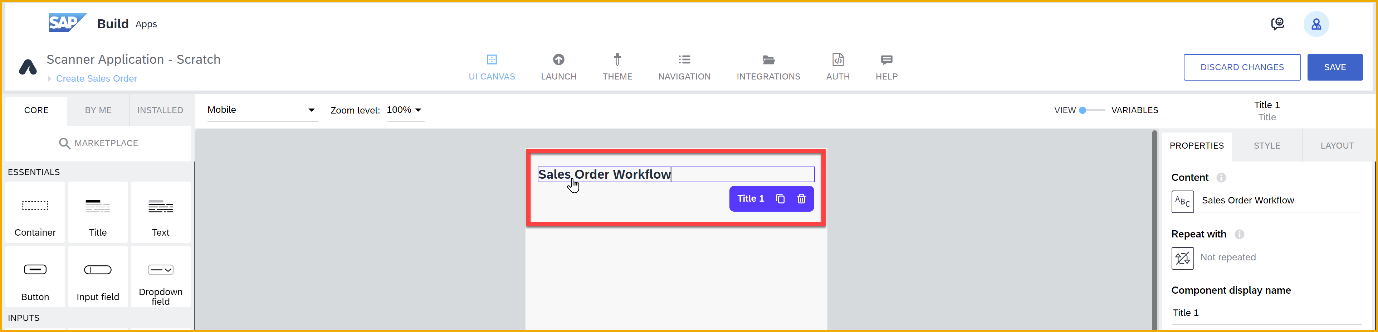 SAP Build Apps
Scanner Application - Scratch
Create Sales Order
UI CANVAS
LAUNCH
THEME
NAVIGATION
INTEGRATIONS
AUTH
HELP
DISCARD CHANGES
SAVE
CORE
BY ME
INSTALLED
Mobile
Zoom level: 100%
VIEW
VARIABLES
Title 1
Title
MARKETPLACE
PROPERTIES
STYLE
LAYOUT
ESSENTIALS
Container
Title
Text
Button
Input field
Dropdown
field
INPUTS
Sales Order Workflow
Title 1
Content
ABC
Sales Order Workflow
Repeat with
Not repeated
Component display name
Title 1